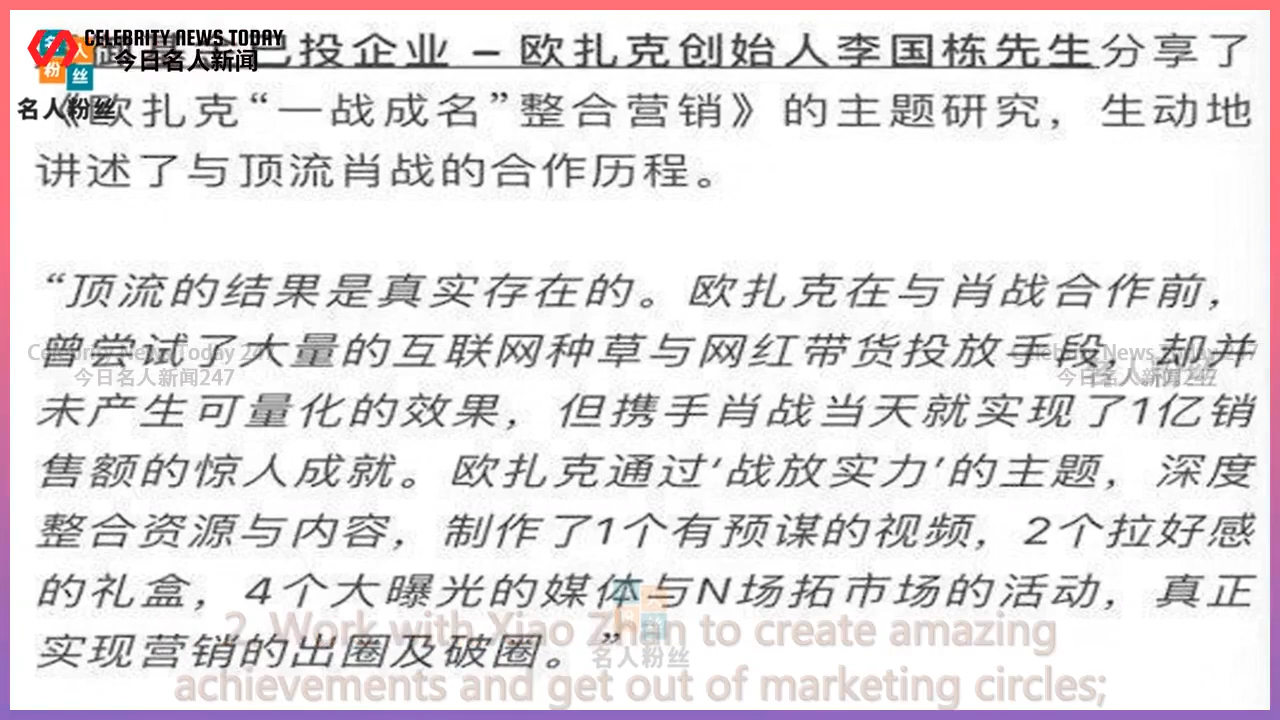 CELEBRITY NEWS TODAY
今日名人新闻
名人粉丝
名人粉丝
已投企业 – 欧扎克创始人李国栋先生分享了
《欧扎克“一战成名”整合营销》的主题研究，生动地
讲述了与顶流肖战的合作历程。
“顶流的结果是真实存在的。欧扎克在与肖战合作前，
曾尝试了大量的互联网种草与网红带货投放手段，却并
Celebrity News Today 247
今日名人新闻247
Celebrity News Today 247
今日名人新闻247
未产生可量化的效果，但携手肖战当天就实现了1亿销
售额的惊人成就。欧扎克通过‘战放实力’的主题，深度
整合资源与内容，制作了1个有预谋的视频，2个拉好感
的礼盒，4个大曝光的媒体与N场拓市场的活动，真正
实现营销的出圈及破圈。”
名人粉丝
2. Work with Xiao Zhan to create amazing
achievements and get out of marketing circles;